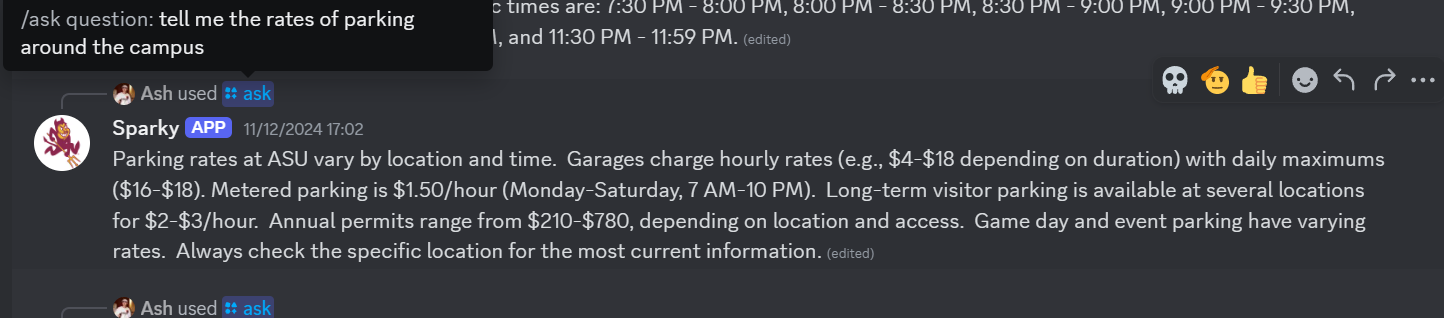 /ask question: tell me the rates of parking
around the campus
c times are: 7:30 PM - 8:00 PM, 8:00 PM - 8:30 PM, 8:30 PM - 9:00 PM, 9:00 PM - 9:30 PM,
, and 11:30 PM - 11:59 PM. (edited)
Ash used ask
Sparky APP 11/12/2024 17:02
Parking rates at ASU vary by location and time. Garages charge hourly rates (e.g., $4-$18 depending on duration) with daily maximums
($16-$18). Metered parking is $1.50/hour (Monday-Saturday, 7 AM-10 PM). Long-term visitor parking is available at several locations
for $2-$3/hour. Annual permits range from $210-$780, depending on location and access. Game day and event parking have varying
rates. Always check the specific location for the most current information. (edited)
Ash used ask